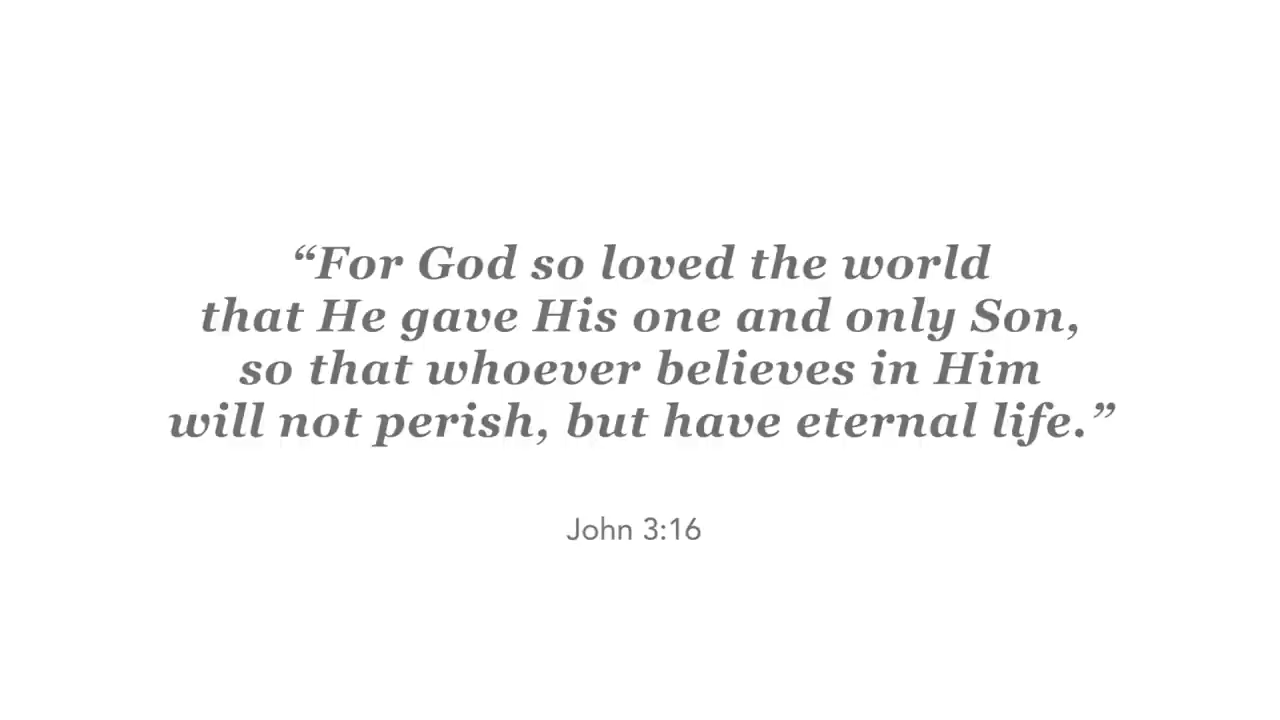 “For God so loved the world
that He gave His one and only Son,
so that whoever believes in Him
will not perish, but have eternal life.”
John 3:16